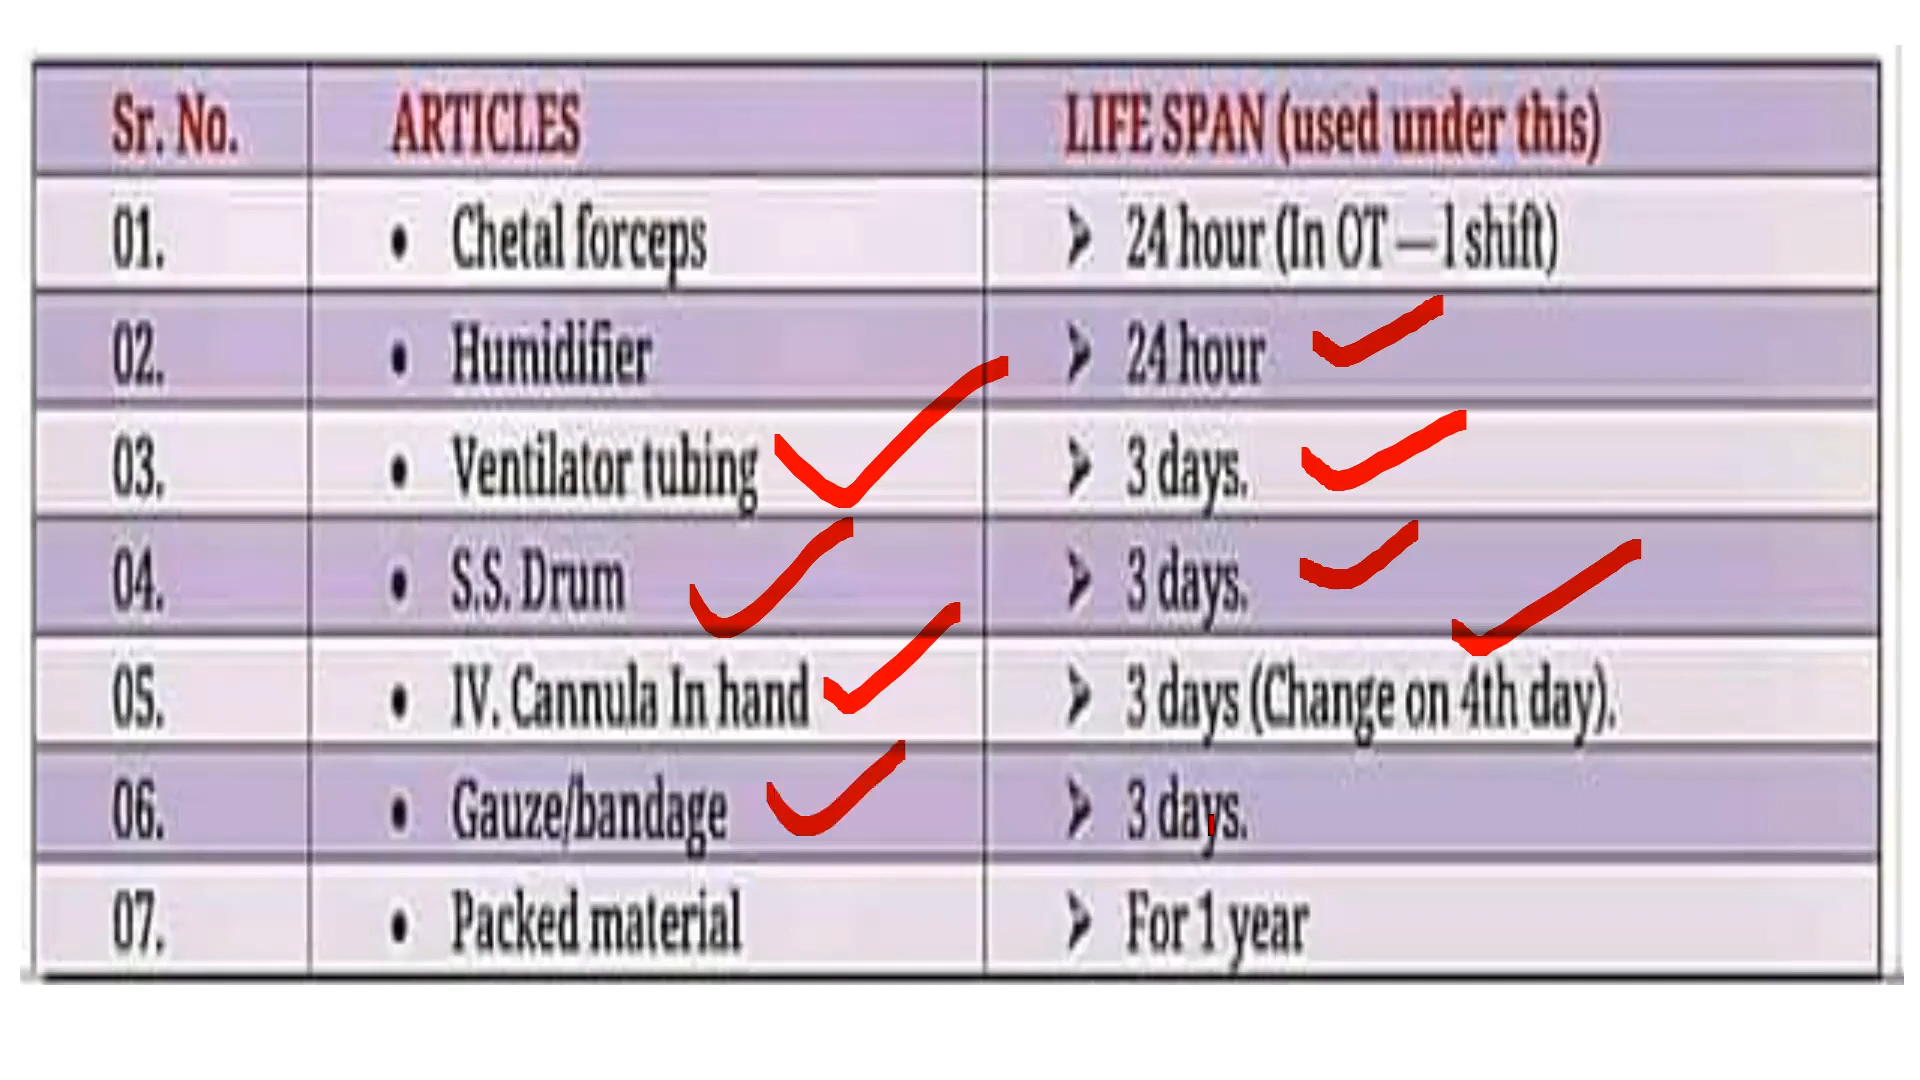 Sr. No. ARTICLES LIFE SPAN (used under this)
01. • Chetal forceps ➤ 24 hour (In OT — 1 shift)
02. • Humidifier ➤ 24 hour
03. • Ventilator tubing ➤ 3 days.
04. • S.S. Drum ➤ 3 days.
05. • IV. Cannula In hand ➤ 3 days (Change on 4th day).
06. • Gauze/bandage ➤ 3 days.
07. • Packed material ➤ For 1 year